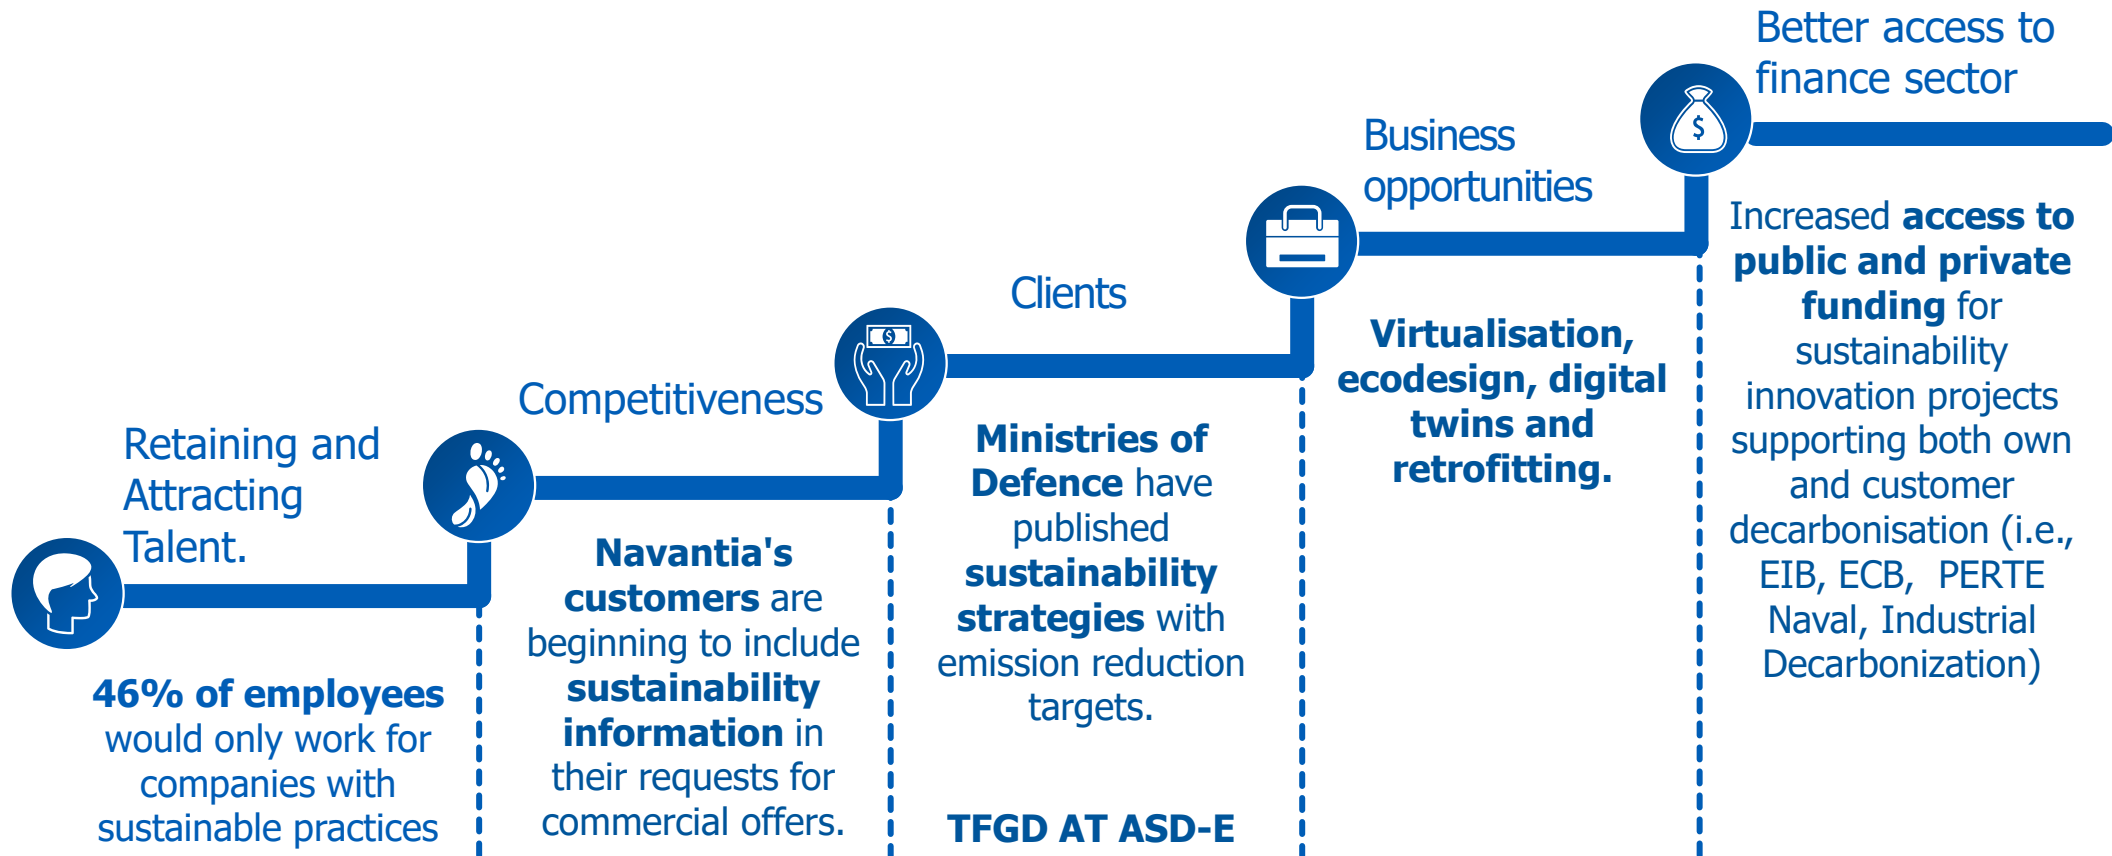 Retaining and
Attracting
Talent.
46% of employees
would only work for
companies with
sustainable practices
Competitiveness
Navantia's
customers are
beginning to include
sustainability
information in
their requests for
commercial offers.
$
Clients
Ministries of
Defence have
published
sustainability
strategies with
emission reduction
targets.
TFGD AT ASD-E
Business
opportunities
Virtualisation,
ecodesign, digital
twins and
retrofitting.
$
Better access to
finance sector
Increased access to
public and private
funding for
sustainability
innovation projects
supporting both own
and customer
decarbonisation (i.e.,
EIB, ECB, PERTE
Naval, Industrial
Decarbonization)